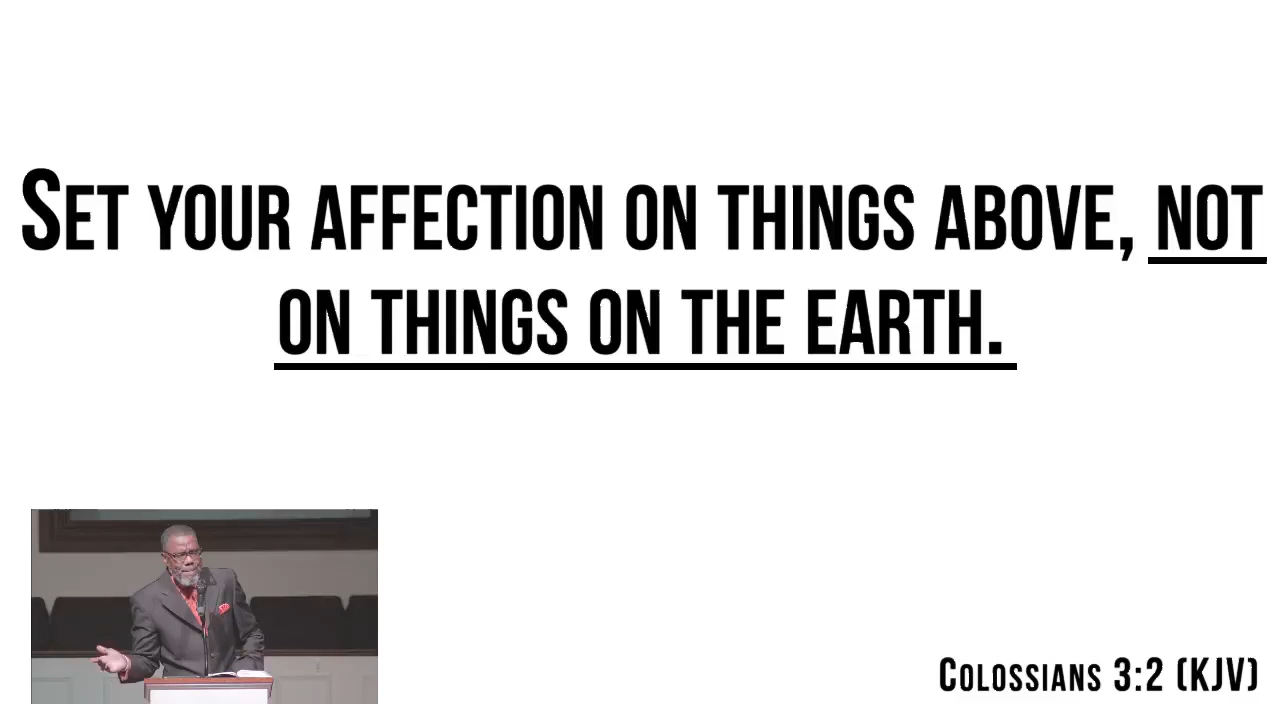 Set your affection on things above, not
on things on the earth.
Colossians 3:2 (KJV)